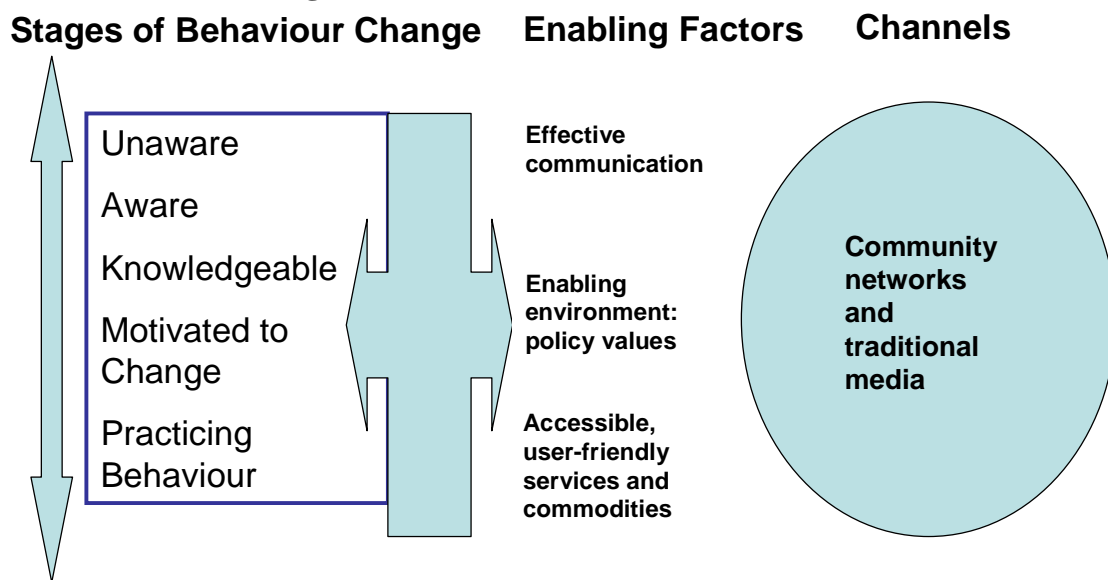 Stages of Behaviour Change
Enabling Factors
Channels
Unaware
Aware
Knowledgeable
Motivated to
Change
Practicing
Behaviour
Effective
communication
Enabling
environment:
policy values
Accessible,
user-friendly
services and
commodities
Community
networks
and
traditional
media